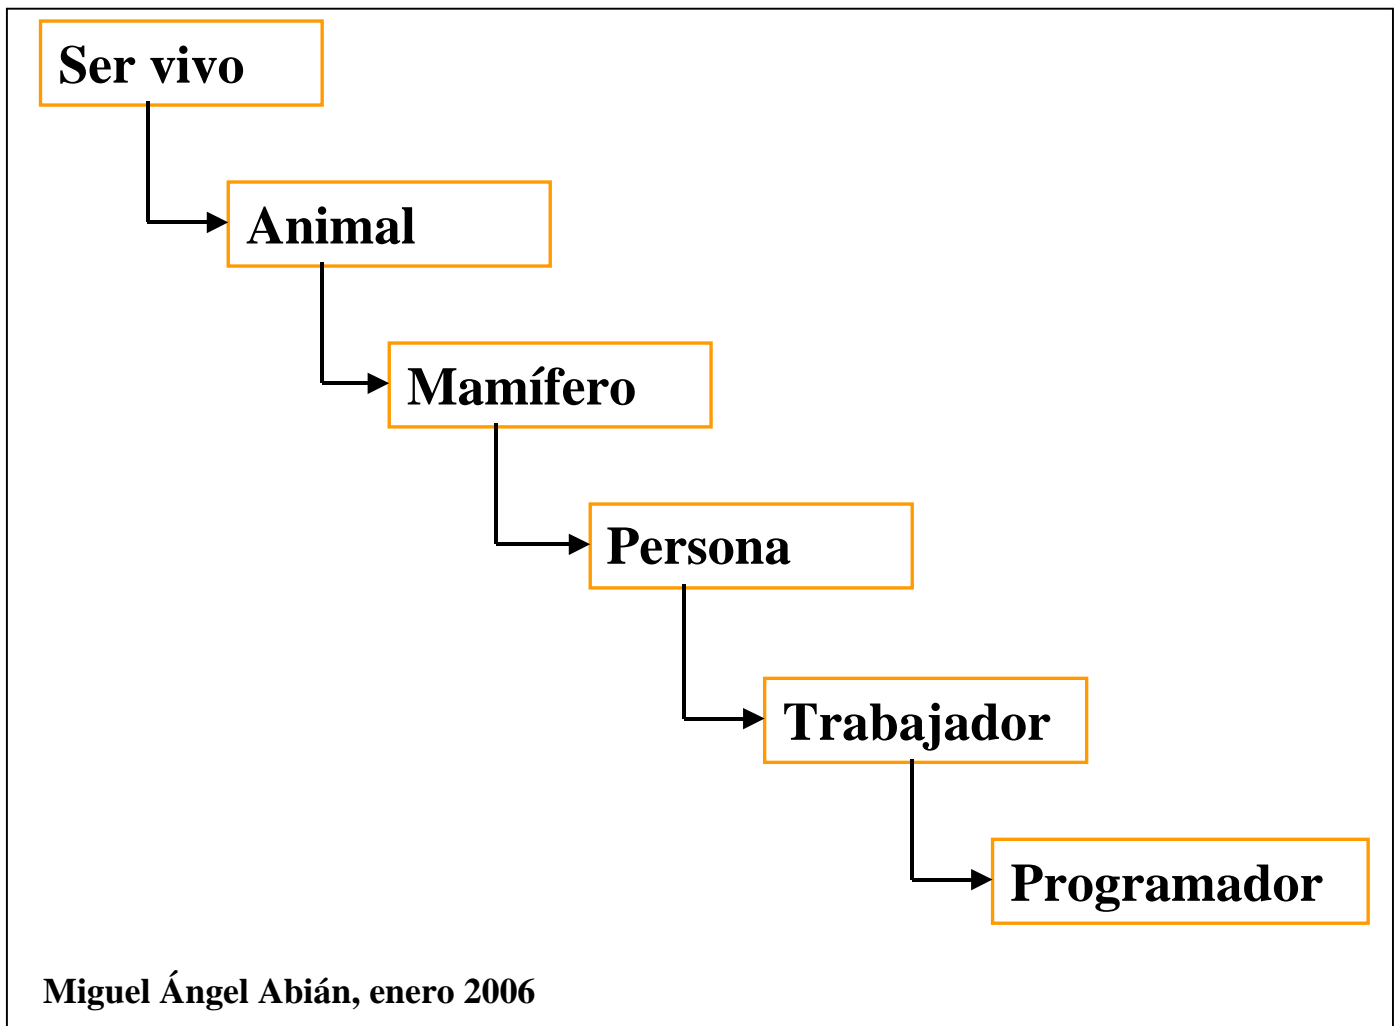 Ser vivo
Animal
Mamífero
Persona
Trabajador
Programador
Miguel Ángel Abián, enero 2006